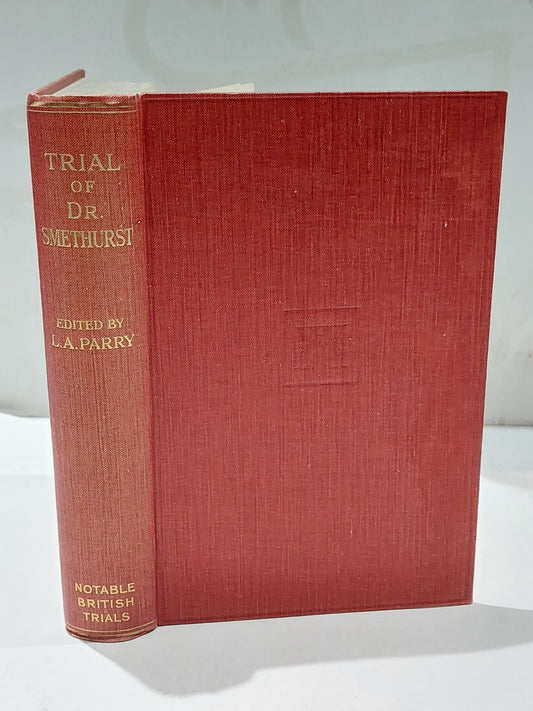 TRIAL
OF
DR.
SMETHURST
EDITED BY
L.A. PARRY
NOTABLE
BRITISH
TRIALS